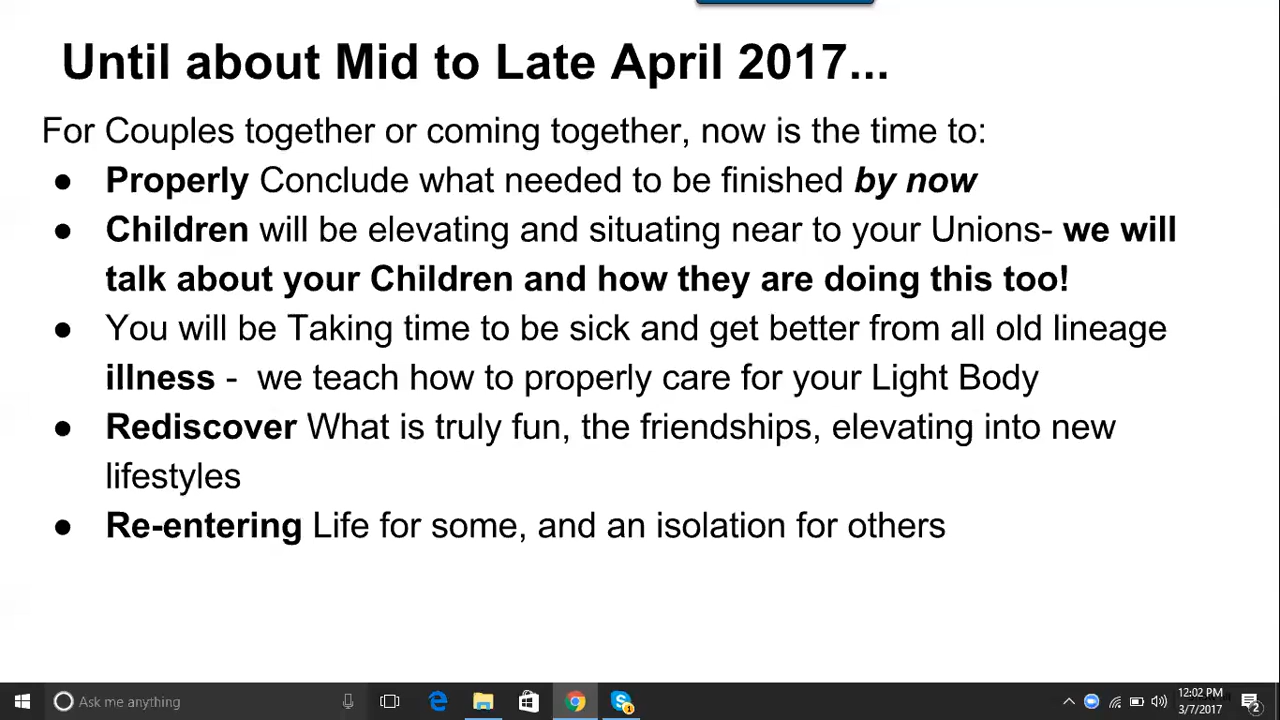 Until about Mid to Late April 2017...
For Couples together or coming together, now is the time to:
● Properly Conclude what needed to be finished by now
● Children will be elevating and situating near to your Unions- we will
talk about your Children and how they are doing this too!
● You will be Taking time to be sick and get better from all old lineage
illness - we teach how to properly care for your Light Body
● Rediscover What is truly fun, the friendships, elevating into new
lifestyles
● Re-entering Life for some, and an isolation for others
Ask me anything
12:02 PM
3/7/2017
1
2